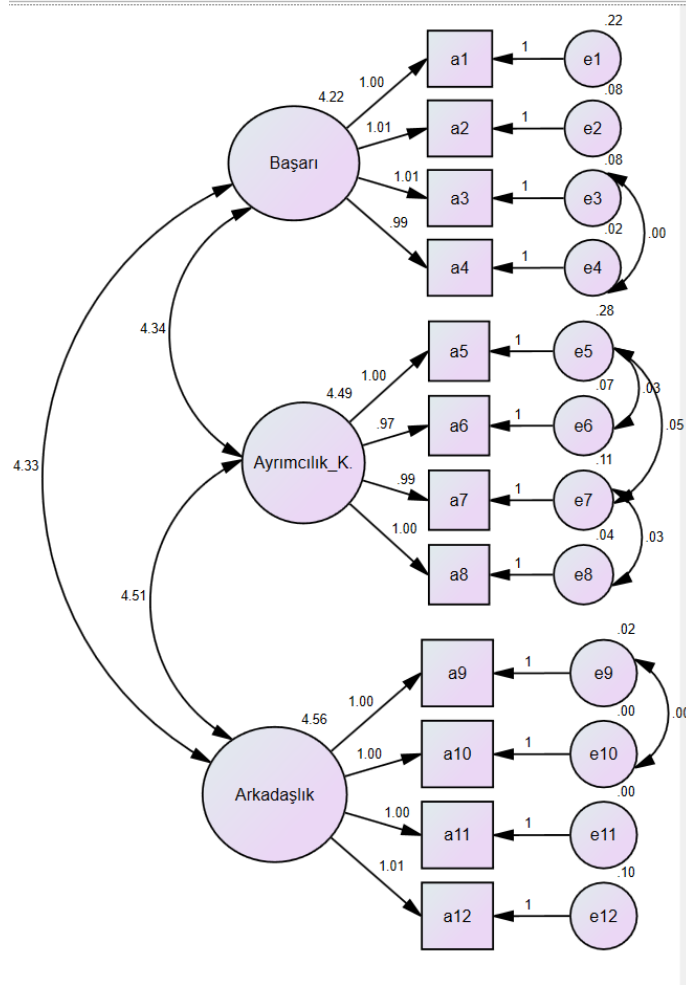 .22
a1
1
e1
1.00
4.22
.08
a2
1
e2
1.01
Başarı
.08
1.01
a3
1
e3
.99
.02
.00
a4
1
e4
4.34
.28
a5
1
e5
1.00
4.49
.07
.03
.97
a6
1
e6
.05
Ayrımcılık_K.
.11
4.33
.99
a7
1
e7
.04
.03
1.00
a8
1
e8
4.51
.02
a9
1
e9
1.00
4.56
.00
.00
1.00
a10
1
e10
Arkadaşlık
.00
1.00
a11
1
e11
.10
1.01
a12
1
e12